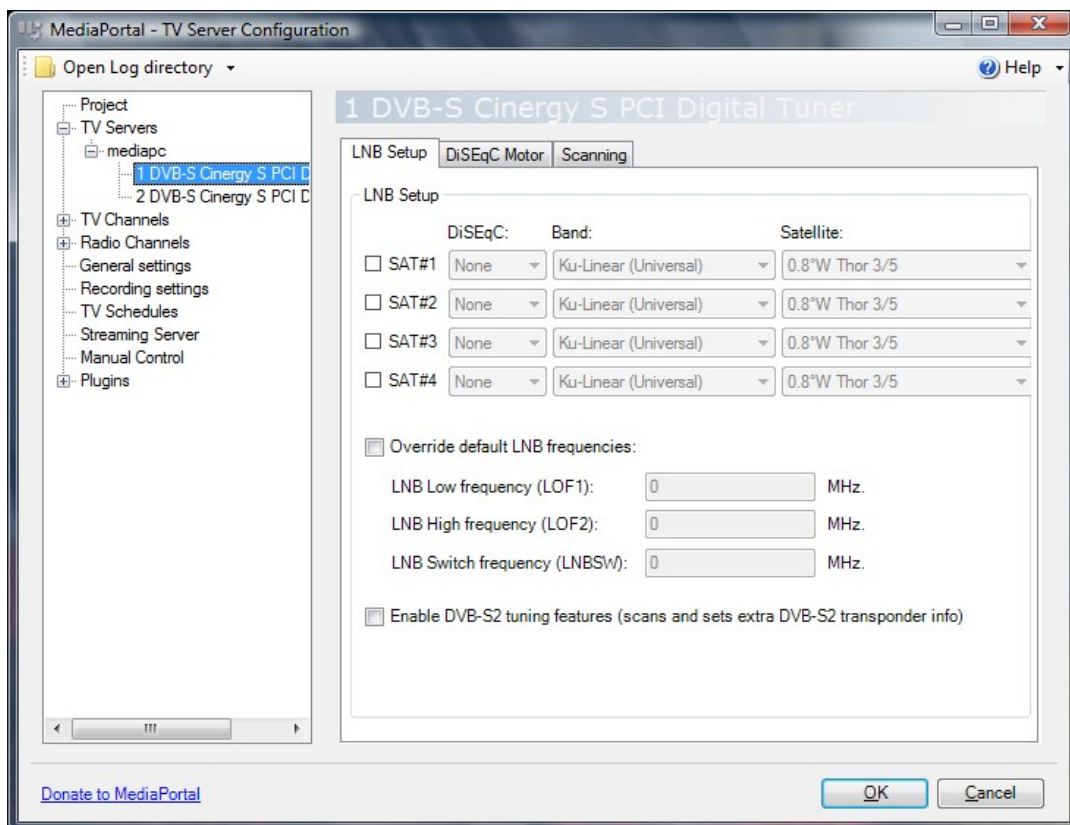 MediaPortal - TV Server Configuration
Open Log directory
Help
Project
TV Servers
mediapc
1 DVB-S Cinergy S PCI D
2 DVB-S Cinergy S PCI D
TV Channels
Radio Channels
General settings
Recording settings
TV Schedules
Streaming Server
Manual Control
Plugins
1 DVB-S Cinergy S PCI Digital Tuner
LNB Setup DiSEqC Motor Scanning
LNB Setup
DiSEqC: Band: Satellite:
SAT#1 None Ku-Linear (Universal) 0.8°W Thor 3/5
SAT#2 None Ku-Linear (Universal) 0.8°W Thor 3/5
SAT#3 None Ku-Linear (Universal) 0.8°W Thor 3/5
SAT#4 None Ku-Linear (Universal) 0.8°W Thor 3/5
Override default LNB frequencies:
LNB Low frequency (LOF1): 0 MHz.
LNB High frequency (LOF2): 0 MHz.
LNB Switch frequency (LNBSW): 0 MHz.
Enable DVB-S2 tuning features (scans and sets extra DVB-S2 transponder info)
Donate to MediaPortal
OK Cancel